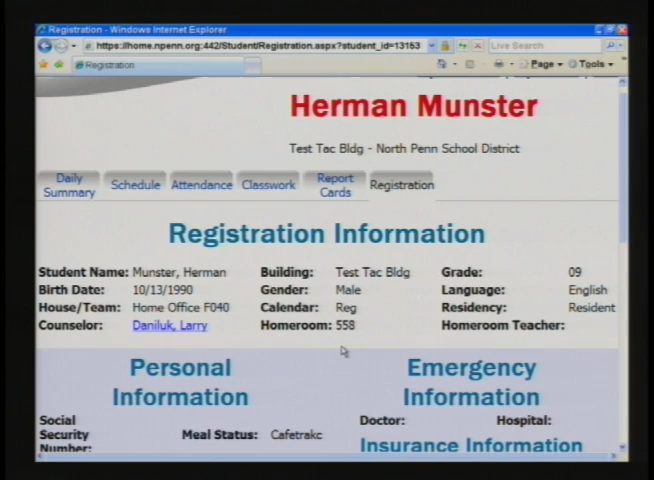 Registration - Windows Internet Explorer
https://home.npenn.org:442/Student/Registration.aspx?student_id=13153
Live Search
Registration
Page
Tools
Herman Munster
Test Tac Bldg - North Penn School District
Daily Summary Schedule Attendance Classwork Report Cards Registration
Registration Information
Student Name: Munster, Herman Building: Test Tac Bldg Grade: 09
Birth Date: 10/13/1990 Gender: Male Language: English
House/Team: Home Office F040 Calendar: Reg Residency: Resident
Counselor: Daniluk, Larry Homeroom: 558 Homeroom Teacher:
Personal Information
Emergency Information
Social Security Number:
Meal Status: Cafetrakc
Doctor: Hospital:
Insurance Information